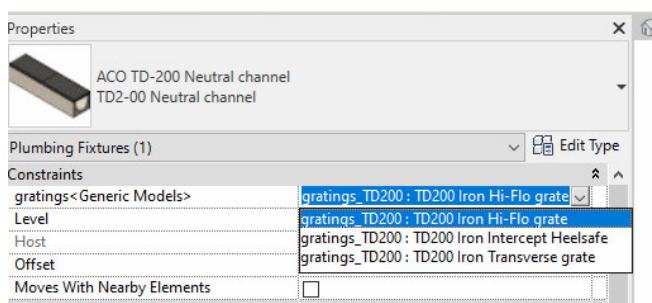 Properties
ACO TD-200 Neutral channel
TD2-00 Neutral channel
Plumbing Fixtures (1)
Edit Type
Constraints
gratings<Generic Models>
gratings_TD200 : TD200 Iron Hi-Flo grate
Level
gratings_TD200 : TD200 Iron Hi-Flo grate
Host
gratings_TD200 : TD200 Iron Intercept Heelsafe
Offset
gratings_TD200 : TD200 Iron Transverse grate
Moves With Nearby Elements